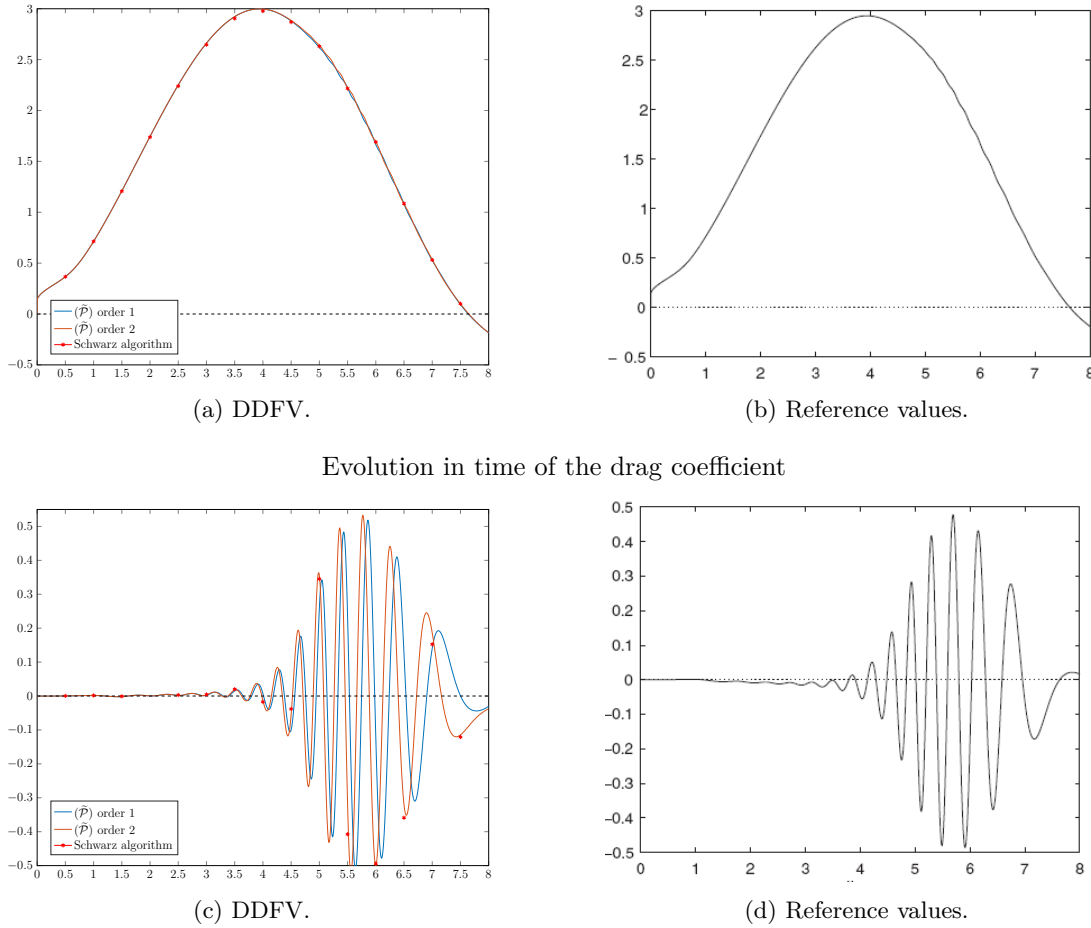 3
2.5
2
1.5
1
0.5
0
−0.5
0 0.5 1 1.5 2 2.5 3 3.5 4 4.5 5 5.5 6 6.5 7 7.5 8
(𝒫̃) order 1
(𝒫̃) order 2
Schwarz algorithm
(a) DDFV.
3
2.5
2
1.5
1
0.5
0
− 0.5
0 1 2 3 4 5 6 7 8
(b) Reference values.
Evolution in time of the drag coefficient
0.5
0.4
0.3
0.2
0.1
0
−0.1
−0.2
−0.3
−0.4
−0.5
0 0.5 1 1.5 2 2.5 3 3.5 4 4.5 5 5.5 6 6.5 7 7.5 8
(𝒫̃) order 1
(𝒫̃) order 2
Schwarz algorithm
(c) DDFV.
0.5
0.4
0.3
0.2
0.1
0
−0.1
−0.2
−0.3
−0.4
−0.5
0 1 2 3 4 5 6 7 8
(d) Reference values.